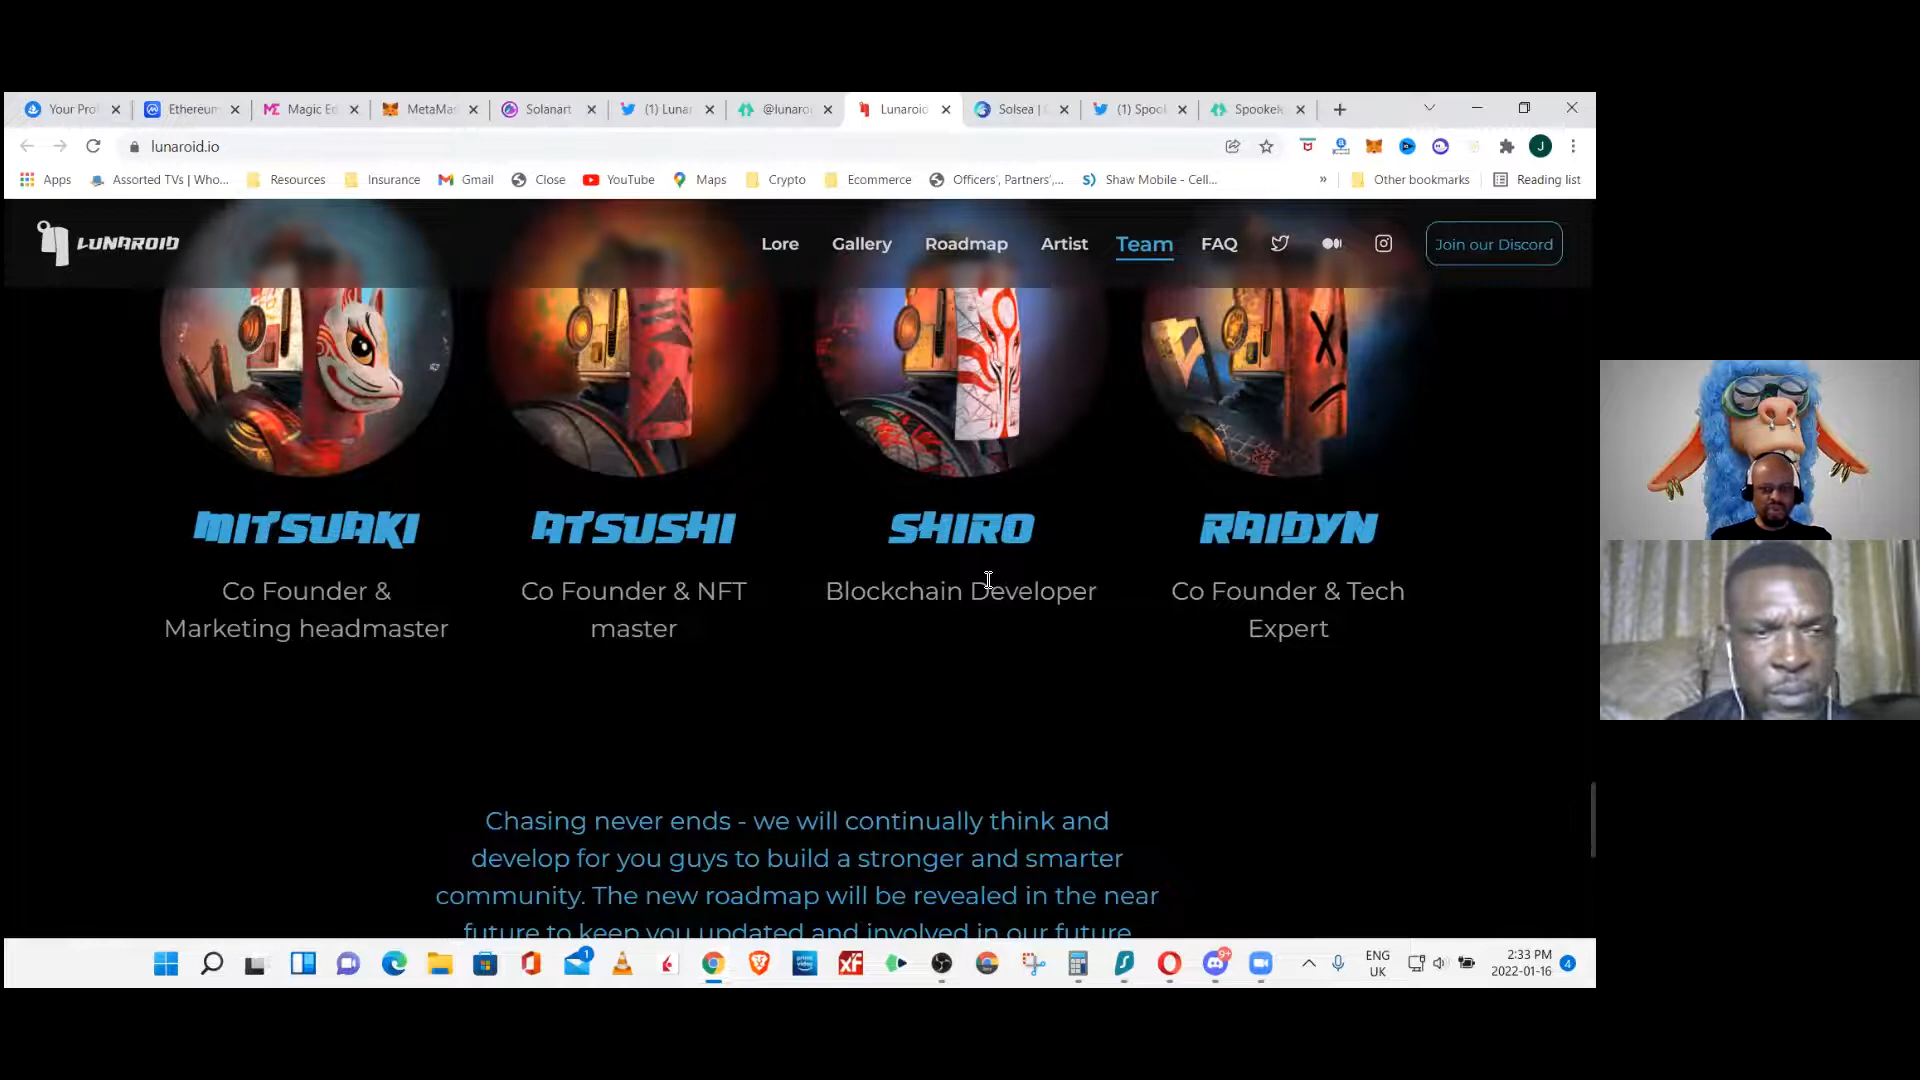 Your Pro
Ethereum
Magic Ed
MetaMas
Solanart
(1) Luna
@lunaro
Lunaroid
Solsea |
(1) Spoo
Spookel
lunaroid.io
Apps
Assorted TVs | Who...
Resources
Insurance
Gmail
Close
YouTube
Maps
Crypto
Ecommerce
Officers', Partners',...
Shaw Mobile - Cell...
»
Other bookmarks
Reading list
LUNAROID
Lore
Gallery
Roadmap
Artist
Team
FAQ
Join our Discord
MITSUAKI
ATSUSHI
SHIRO
RAIDYN
Co Founder &
Marketing headmaster
Co Founder & NFT
master
Blockchain Developer
Co Founder & Tech
Expert
Chasing never ends - we will continually think and
develop for you guys to build a stronger and smarter
community. The new roadmap will be revealed in the near
future to keep you updated and involved in our future
ENG
UK
2:33 PM
2022-01-16
4